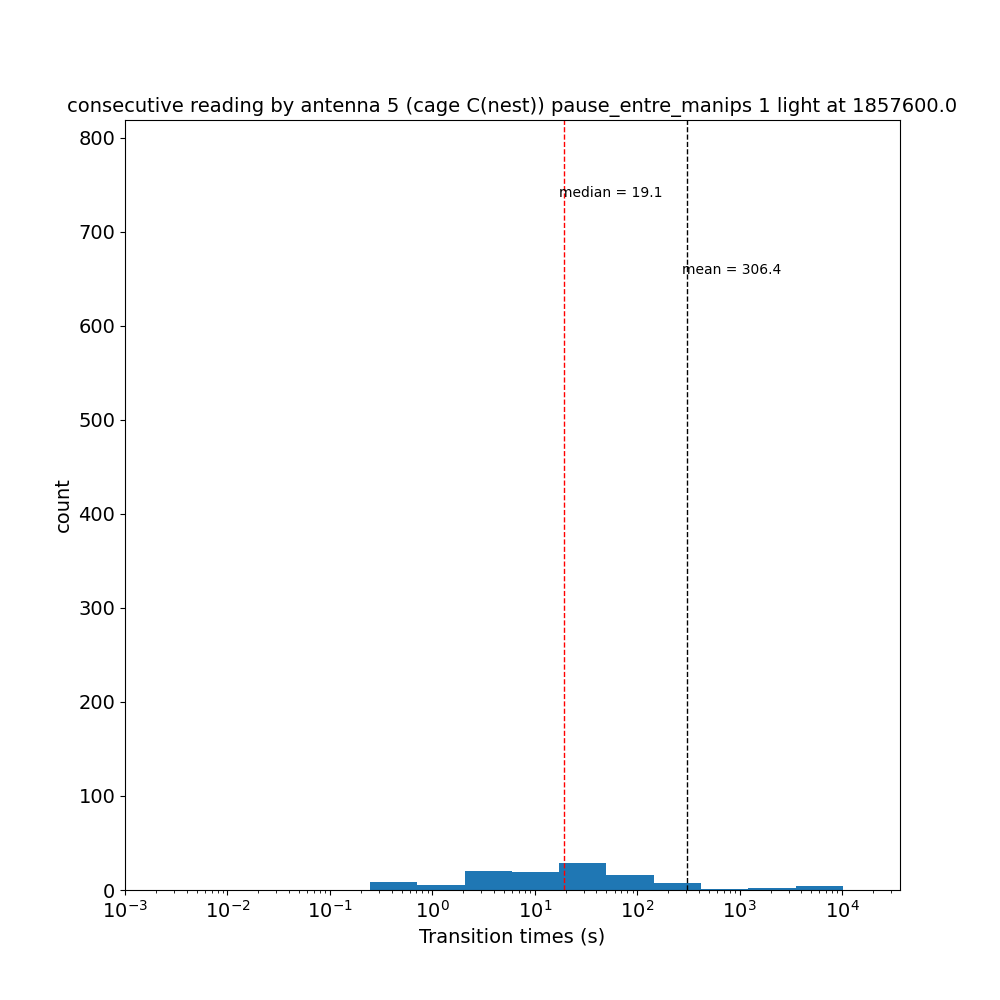 consecutive reading by antenna 5 (cage C(nest)) pause_entre_manips 1 light at 1857600.0
800
median = 19.1
700
mean = 306.4
600
500
400
count
300
200
100
0
10⁻³ 10⁻² 10⁻¹ 10⁰ 10¹ 10² 10³ 10⁴
Transition times (s)